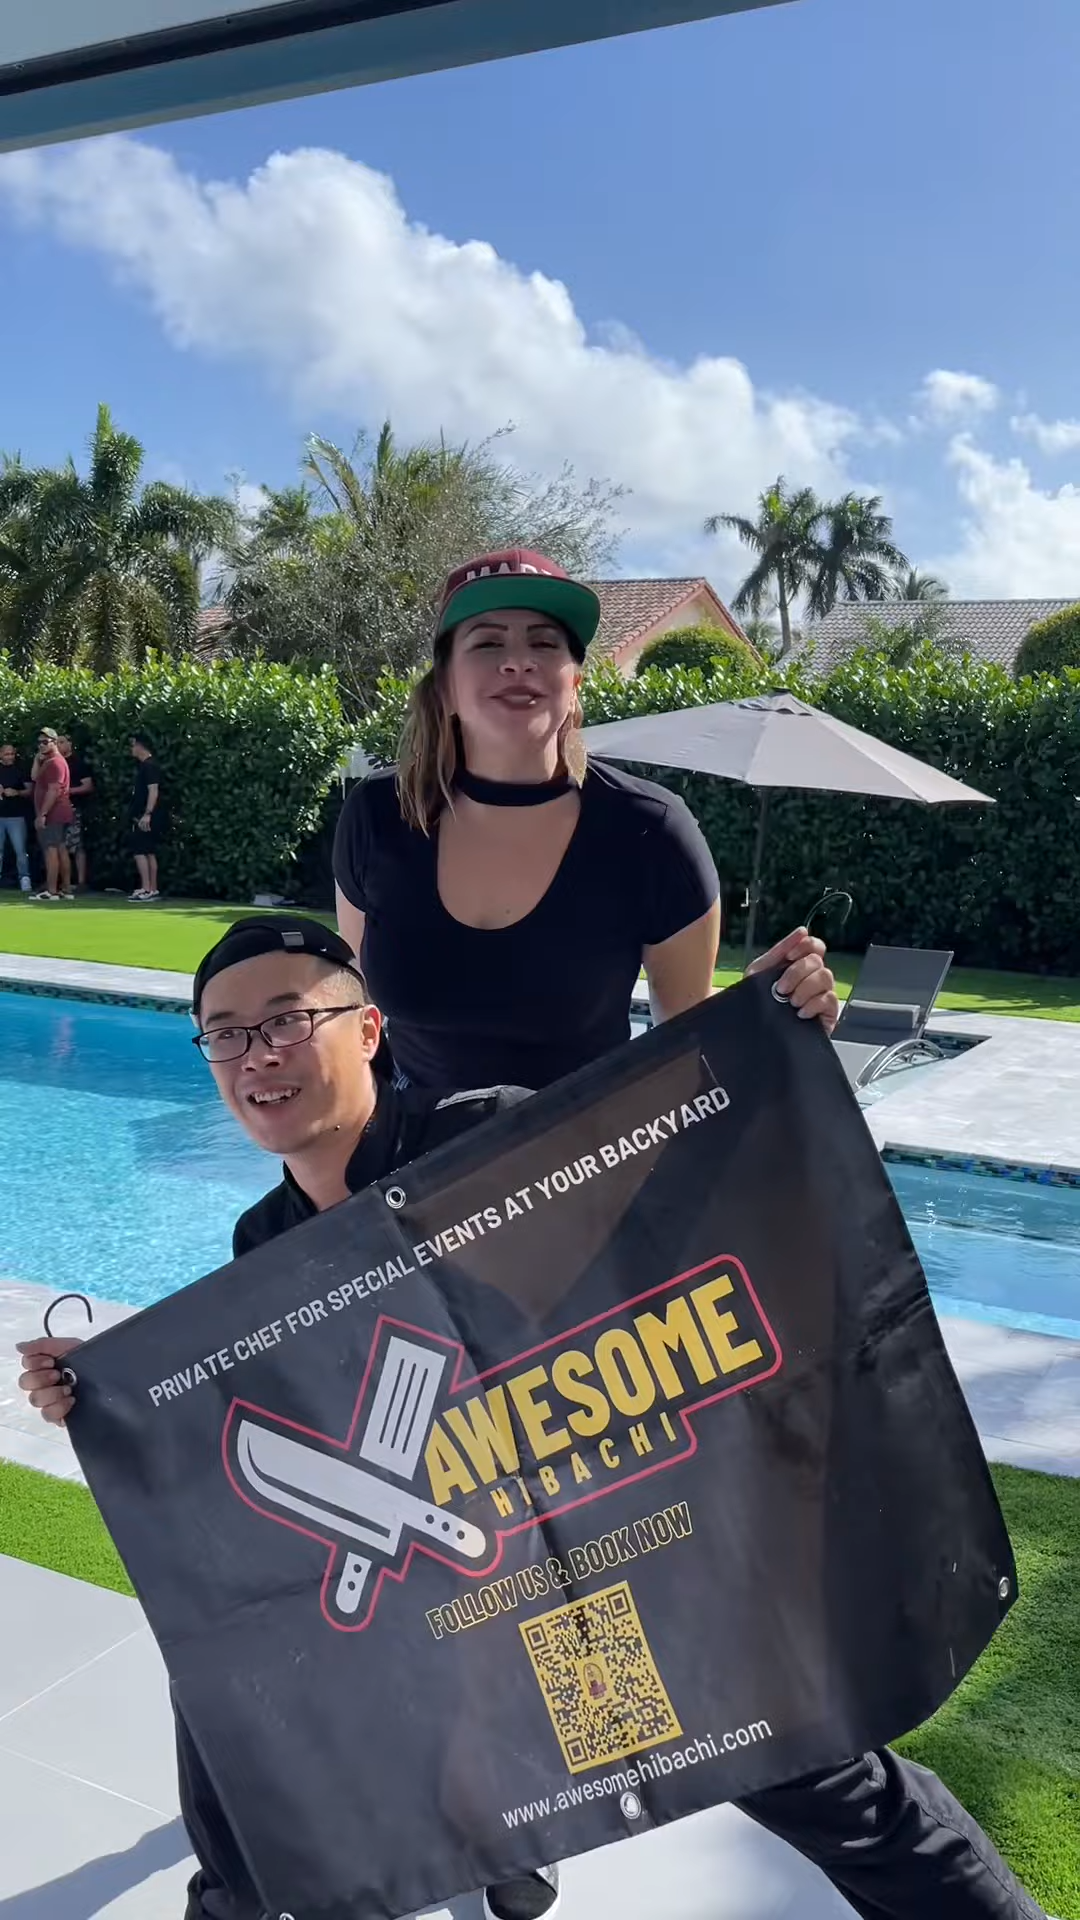 PRIVATE CHEF FOR SPECIAL EVENTS AT YOUR BACKYARD
AWESOME
HIBACHI
FOLLOW US & BOOK NOW
www.awesomehibachi.com